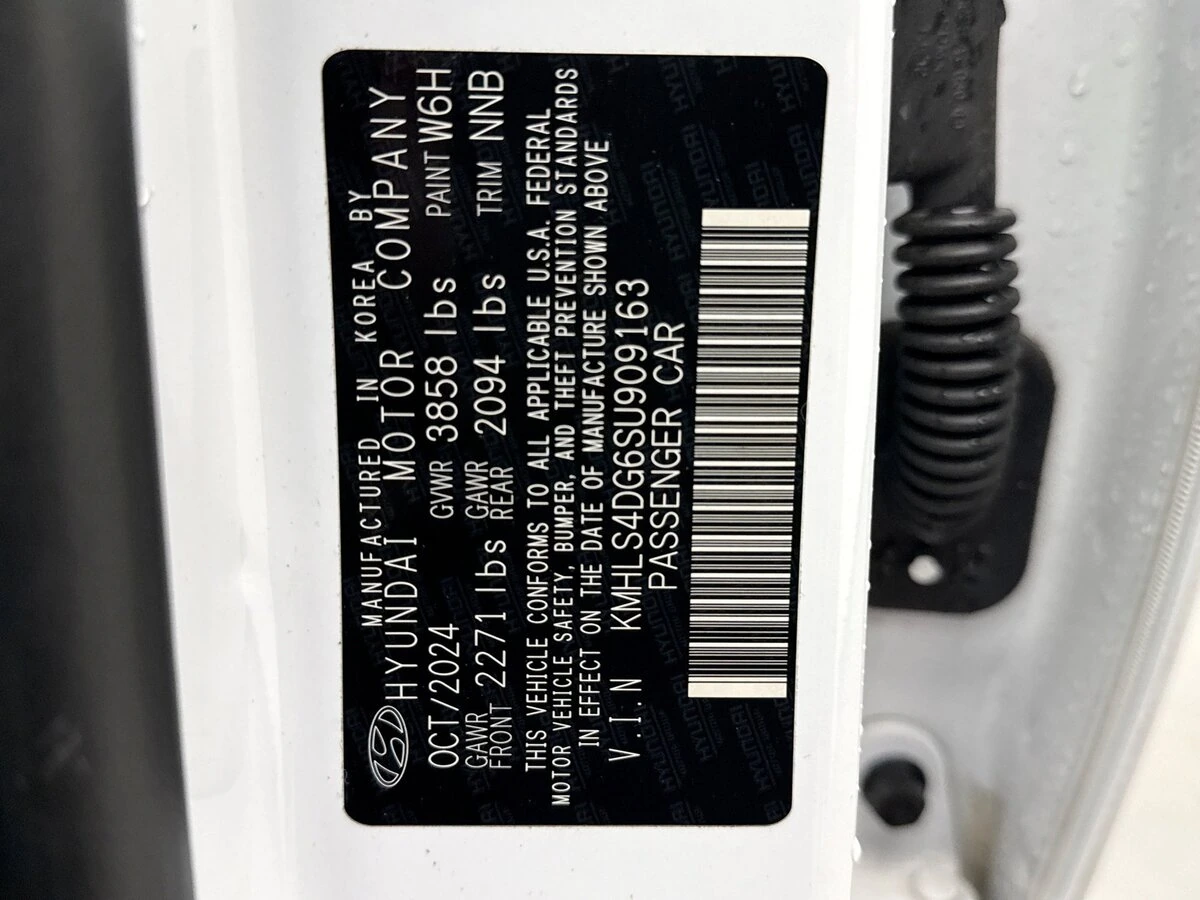 MANUFACTURED IN KOREA BY
HYUNDAI MOTOR COMPANY
OCT/2024 GVWR 3858 lbs PAINT W6H
GAWR FRONT 2271 lbs GAWR REAR 2094 lbs TRIM NNB
THIS VEHICLE CONFORMS TO ALL APPLICABLE U.S.A. FEDERAL
MOTOR VEHICLE SAFETY, BUMPER, AND THEFT PREVENTION STANDARDS
IN EFFECT ON THE DATE OF MANUFACTURE SHOWN ABOVE
V.I.N KMHLS4DG6SU909163
PASSENGER CAR